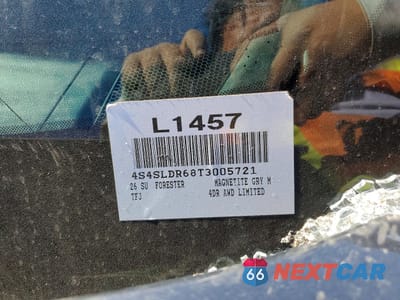 L1457
4S4SLDR68T3005721
26 SU FORESTER MAGNETITE GRY M
TFJ 4DR AWD LIMITED
66 NEXTCAR